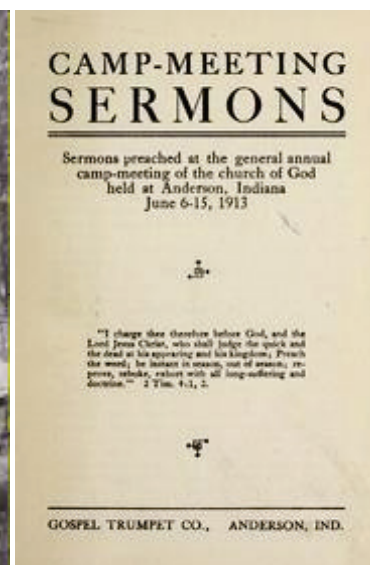 CAMP-MEETING
SERMONS
Sermons preached at the general annual
camp-meeting of the church of God
held at Anderson, Indiana
June 6-15, 1913
"I charge thee therefore before God, and the
Lord Jesus Christ, who shall judge the quick and
the dead at his appearing and his kingdom; Preach
the word; be instant in season, out of season; re-
prove, rebuke, exhort with all long-suffering and
doctrine." 2 Tim. 4:1, 2.
GOSPEL TRUMPET CO., ANDERSON, IND.